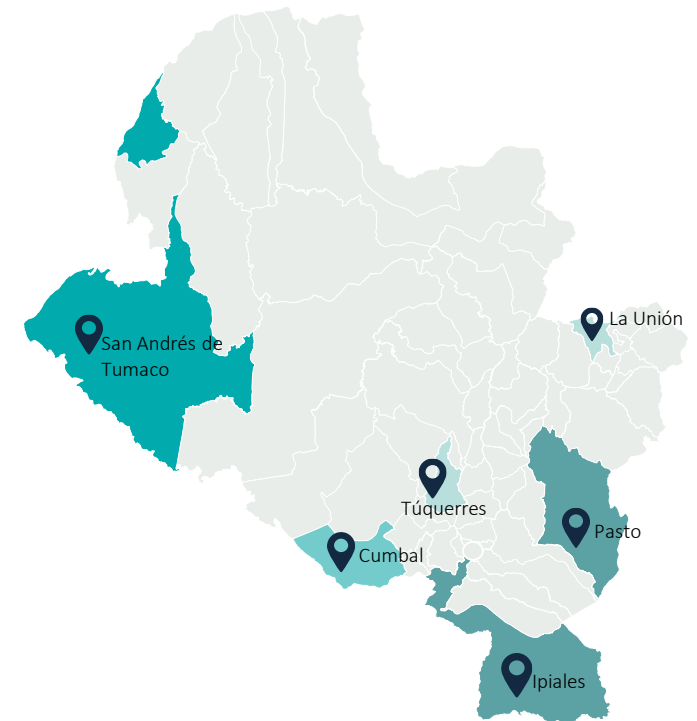 La Unión
San Andrés de
Tumaco
Túquerres
Pasto
Cumbal
Ipiales